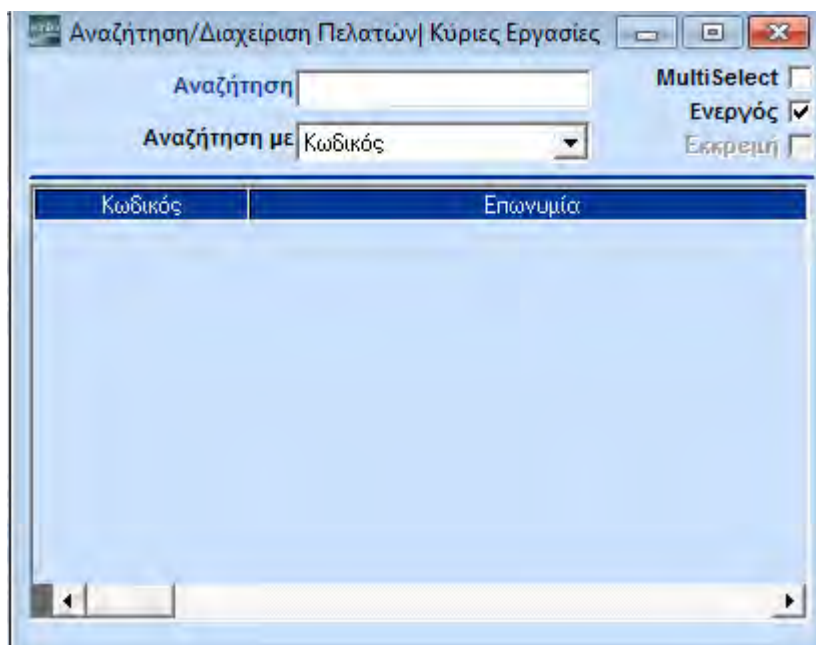 Αναζήτηση/Διαχείριση Πελατών| Κύριες Εργασίες
Αναζήτηση
MultiSelect
Ενεργός
Αναζήτηση με Κωδικός
Εκκρεμή
Κωδικός Επωνυμία